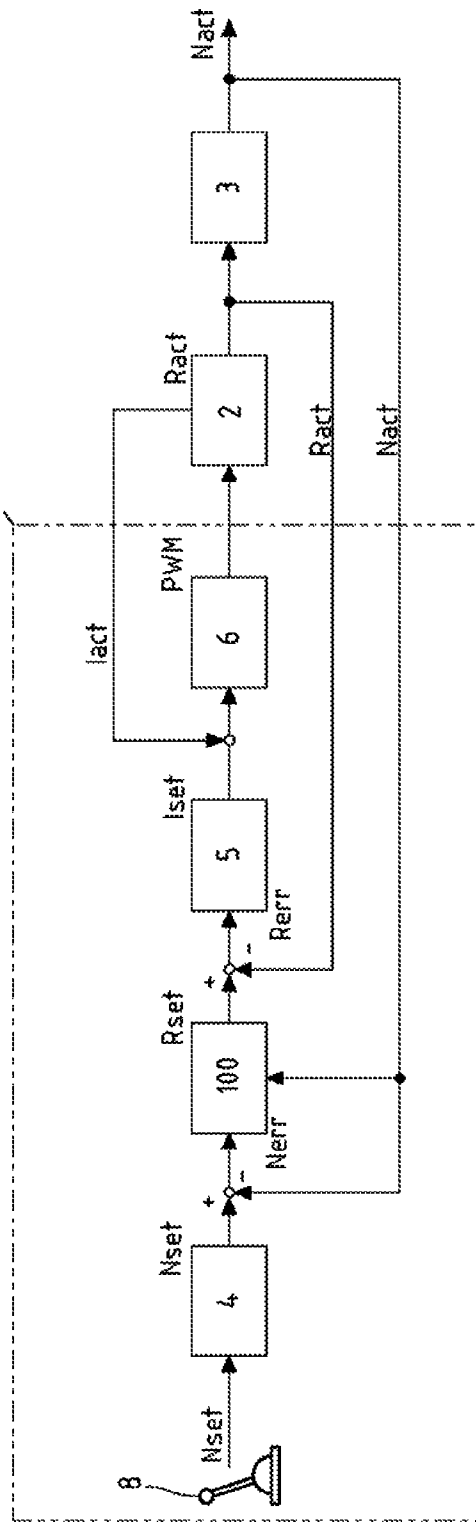 8
Nset
4
Nset
+
-
Nerr
100
Rset
+
-
Rerr
5
Iset
Iact
6
PWM
2
Ract
Ract
3
Nact
Nact